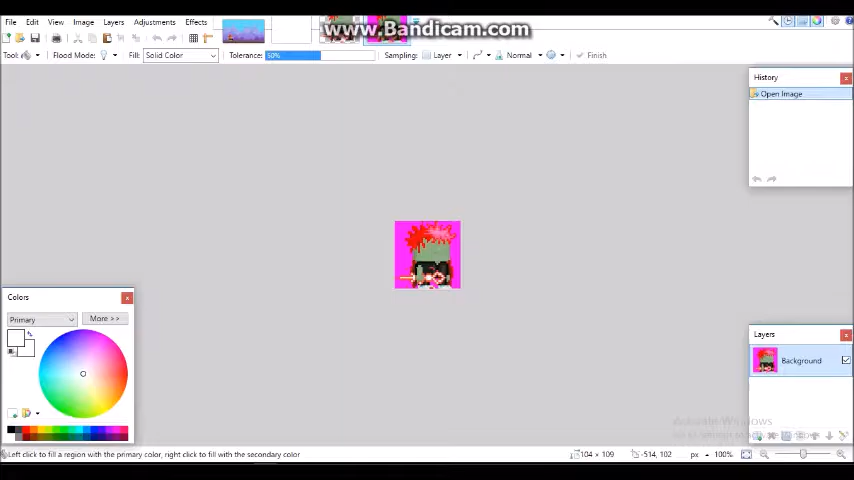 File Edit View Image Layers Adjustments Effects
www.Bandicam.com
Tool: Flood Mode: Fill: Solid Color Tolerance: 50% Sampling: Layer Normal Finish
History
Open Image
Colors
Primary
More >>
Layers
Background
Activate Windows
Left click to fill a region with the primary color, right click to fill with the secondary color
104 × 109
-514, 102
px
100%